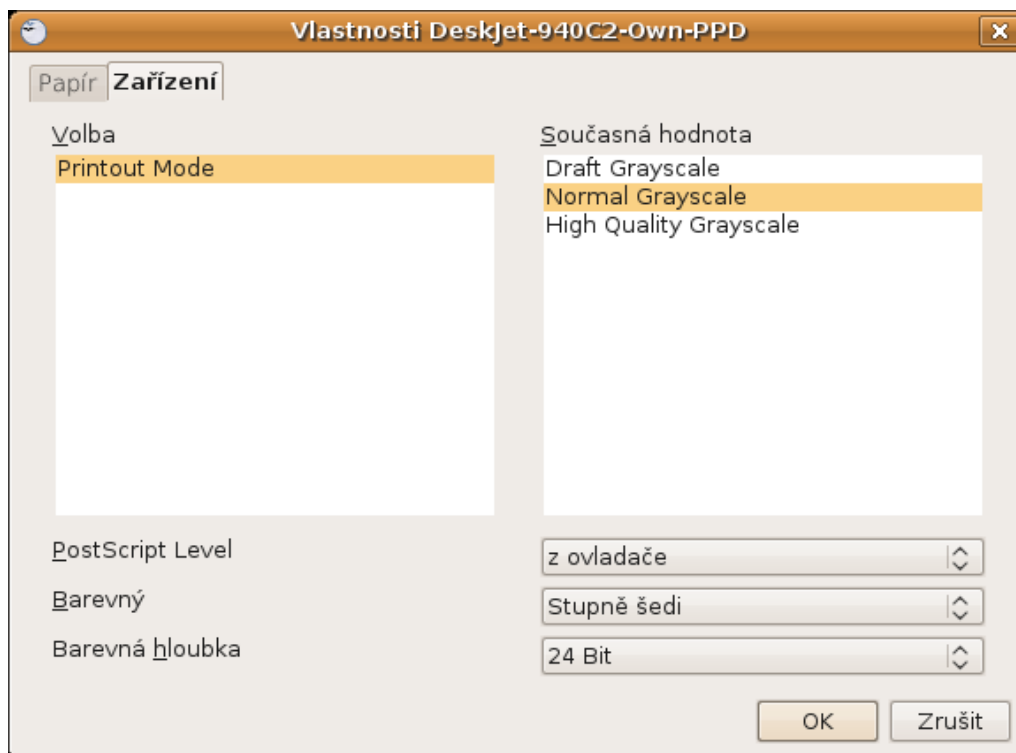 Vlastnosti DeskJet-940C2-Own-PPD
Papír Zařízení
Volba
Printout Mode
Současná hodnota
Draft Grayscale
Normal Grayscale
High Quality Grayscale
PostScript Level z ovladače
Barevný Stupně šedi
Barevná hloubka 24 Bit
OK Zrušit